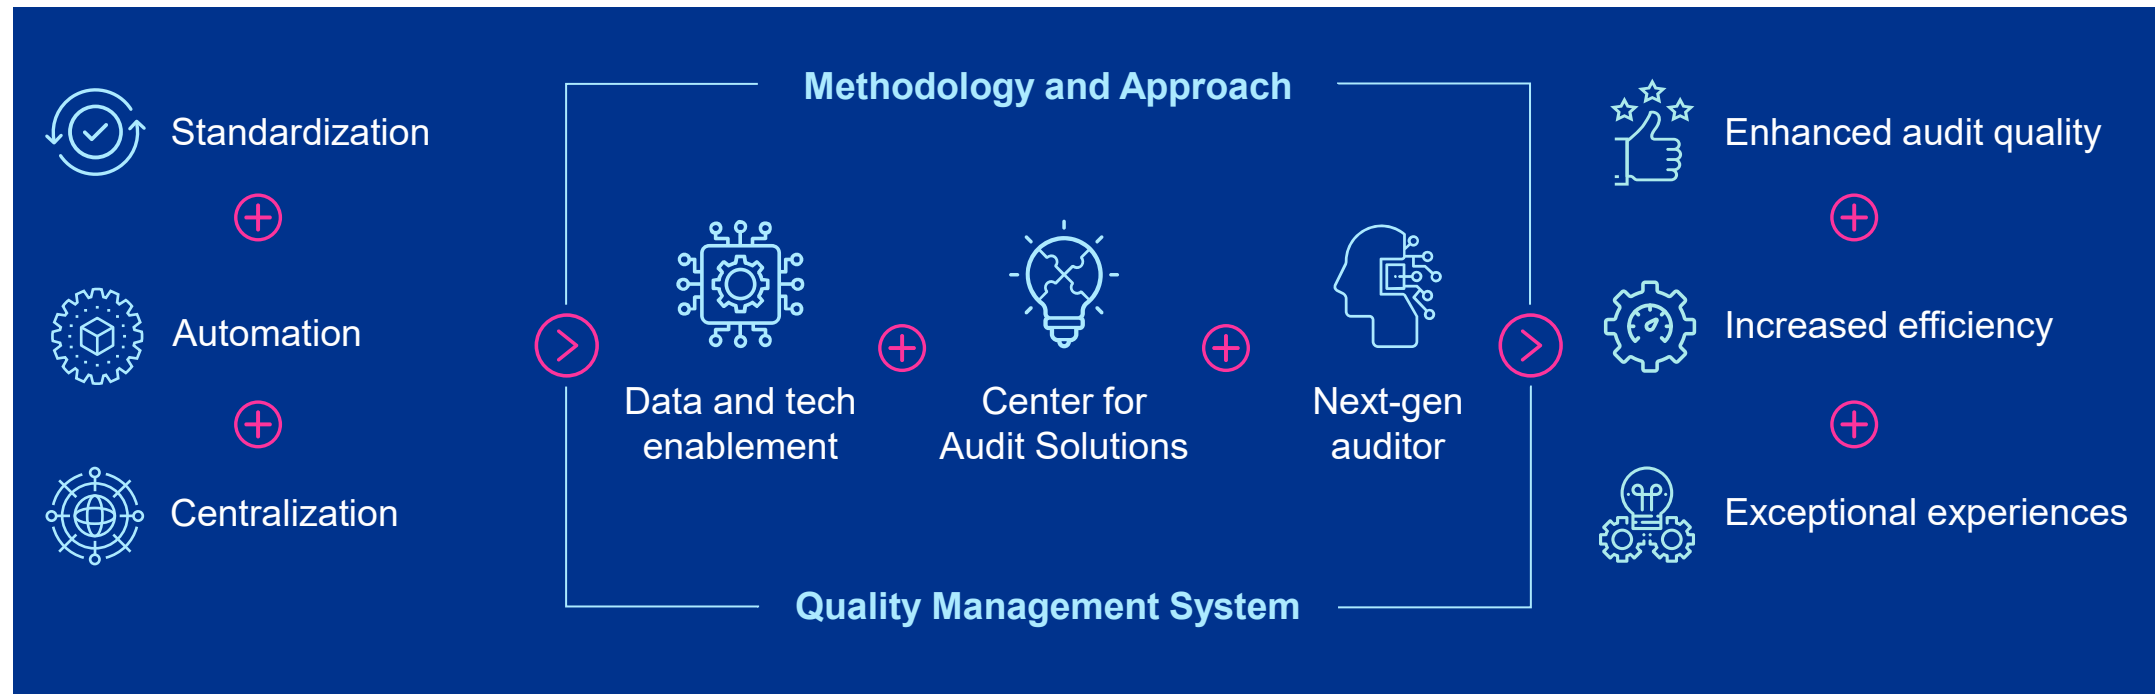 Standardization
Automation
Centralization
Methodology and Approach
Data and tech
enablement
Center for
Audit Solutions
Next-gen
auditor
Quality Management System
Enhanced audit quality
Increased efficiency
Exceptional experiences